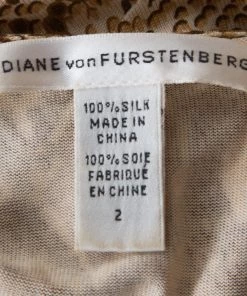 DIANE von FURSTENBERG
100% SILK
MADE IN
CHINA
100% SOIE
FABRIQUÉ
EN CHINE
2